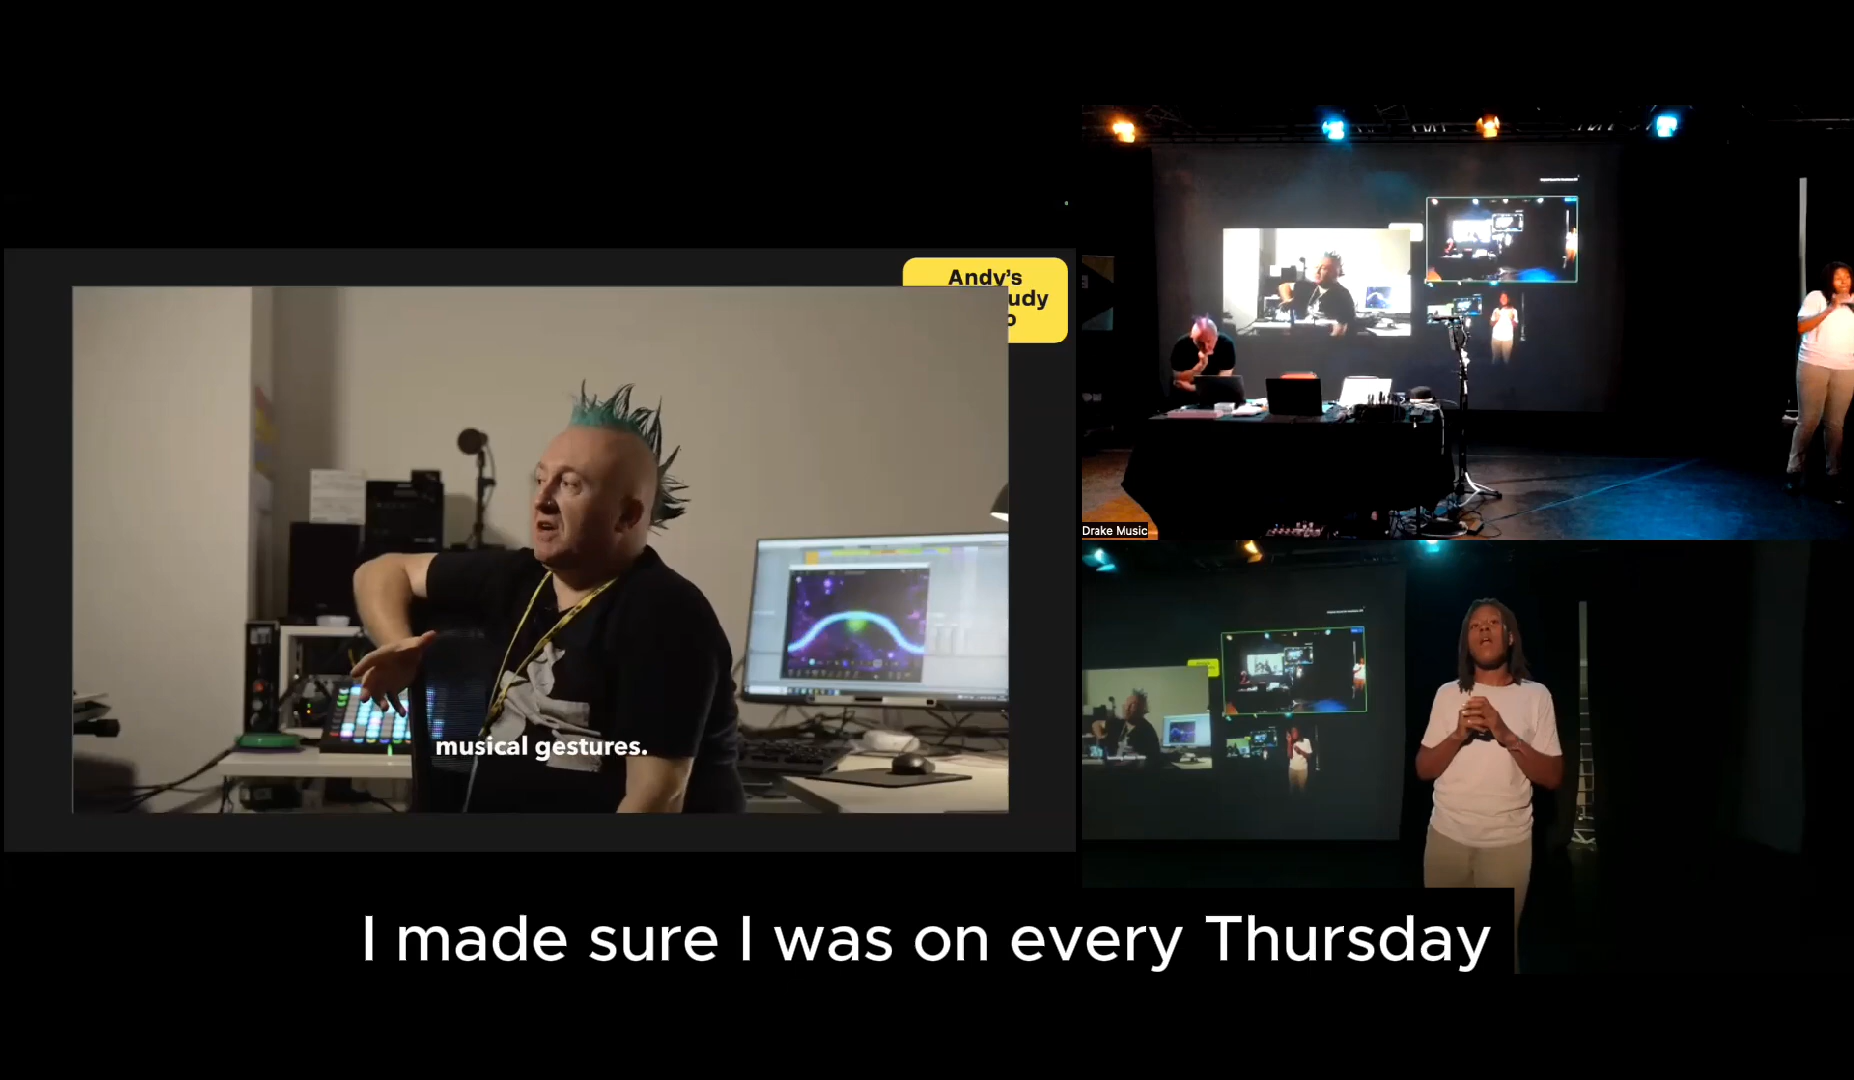 Andy's
udy
musical gestures.
Drake Music
I made sure I was on every Thursday